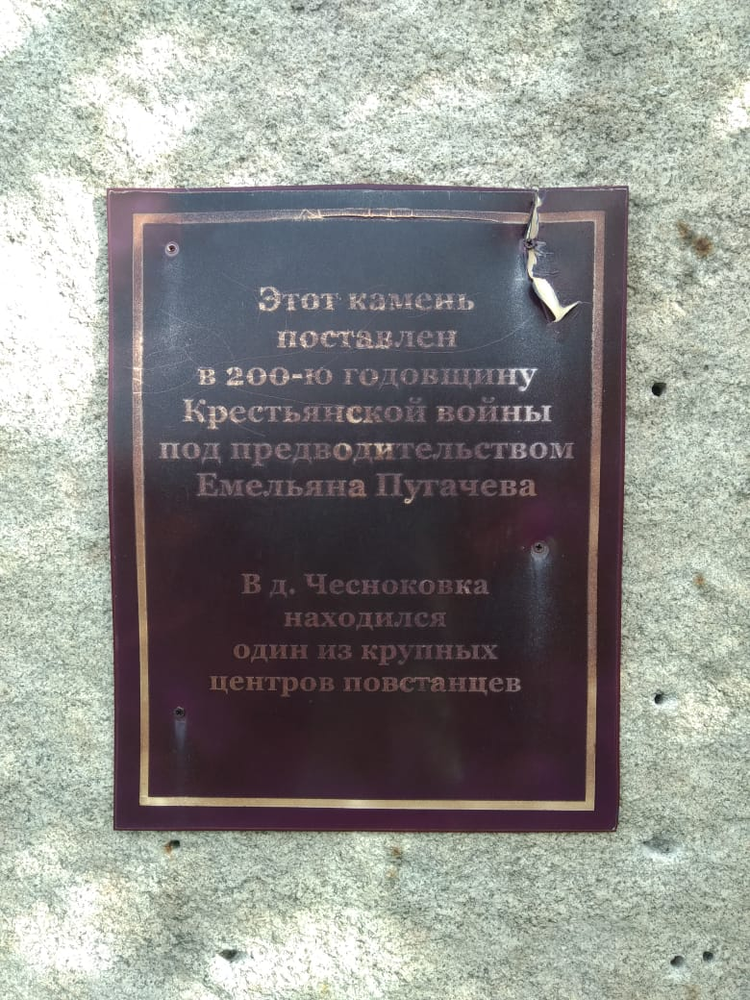 Этот камень
поставлен
в 200-ю годовщину
Крестьянской войны
под предводительством
Емельяна Пугачева
В д. Чесноковка
находился
один из крупных
центров повстанцев